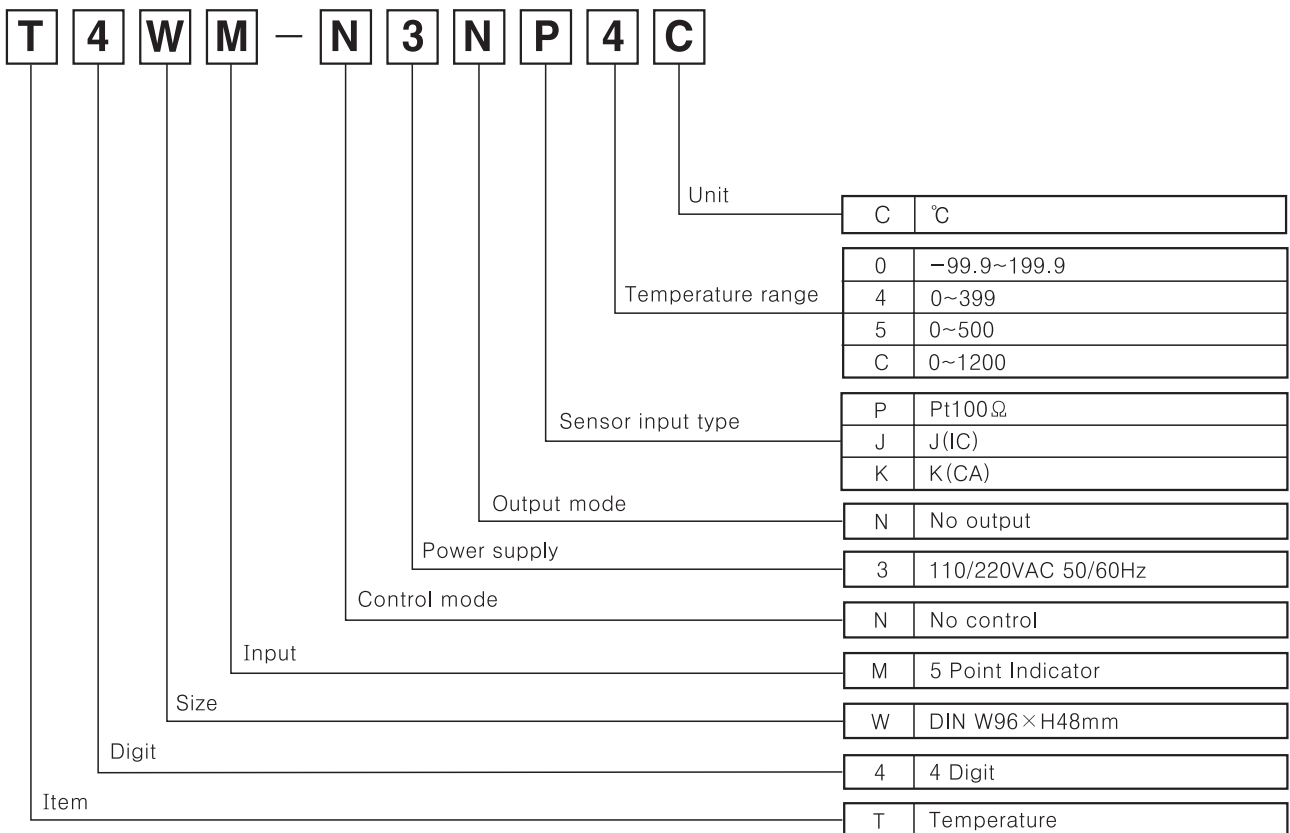 T 4 W M − N 3 N P 4 C
Unit
C ℃
0 −99.9~199.9
Temperature range
4 0~399
5 0~500
C 0~1200
P Pt100Ω
Sensor input type
J J(IC)
K K(CA)
Output mode
N No output
Power supply
3 110/220VAC 50/60Hz
Control mode
N No control
Input
M 5 Point Indicator
Size
W DIN W96×H48mm
Digit
4 4 Digit
Item
T Temperature